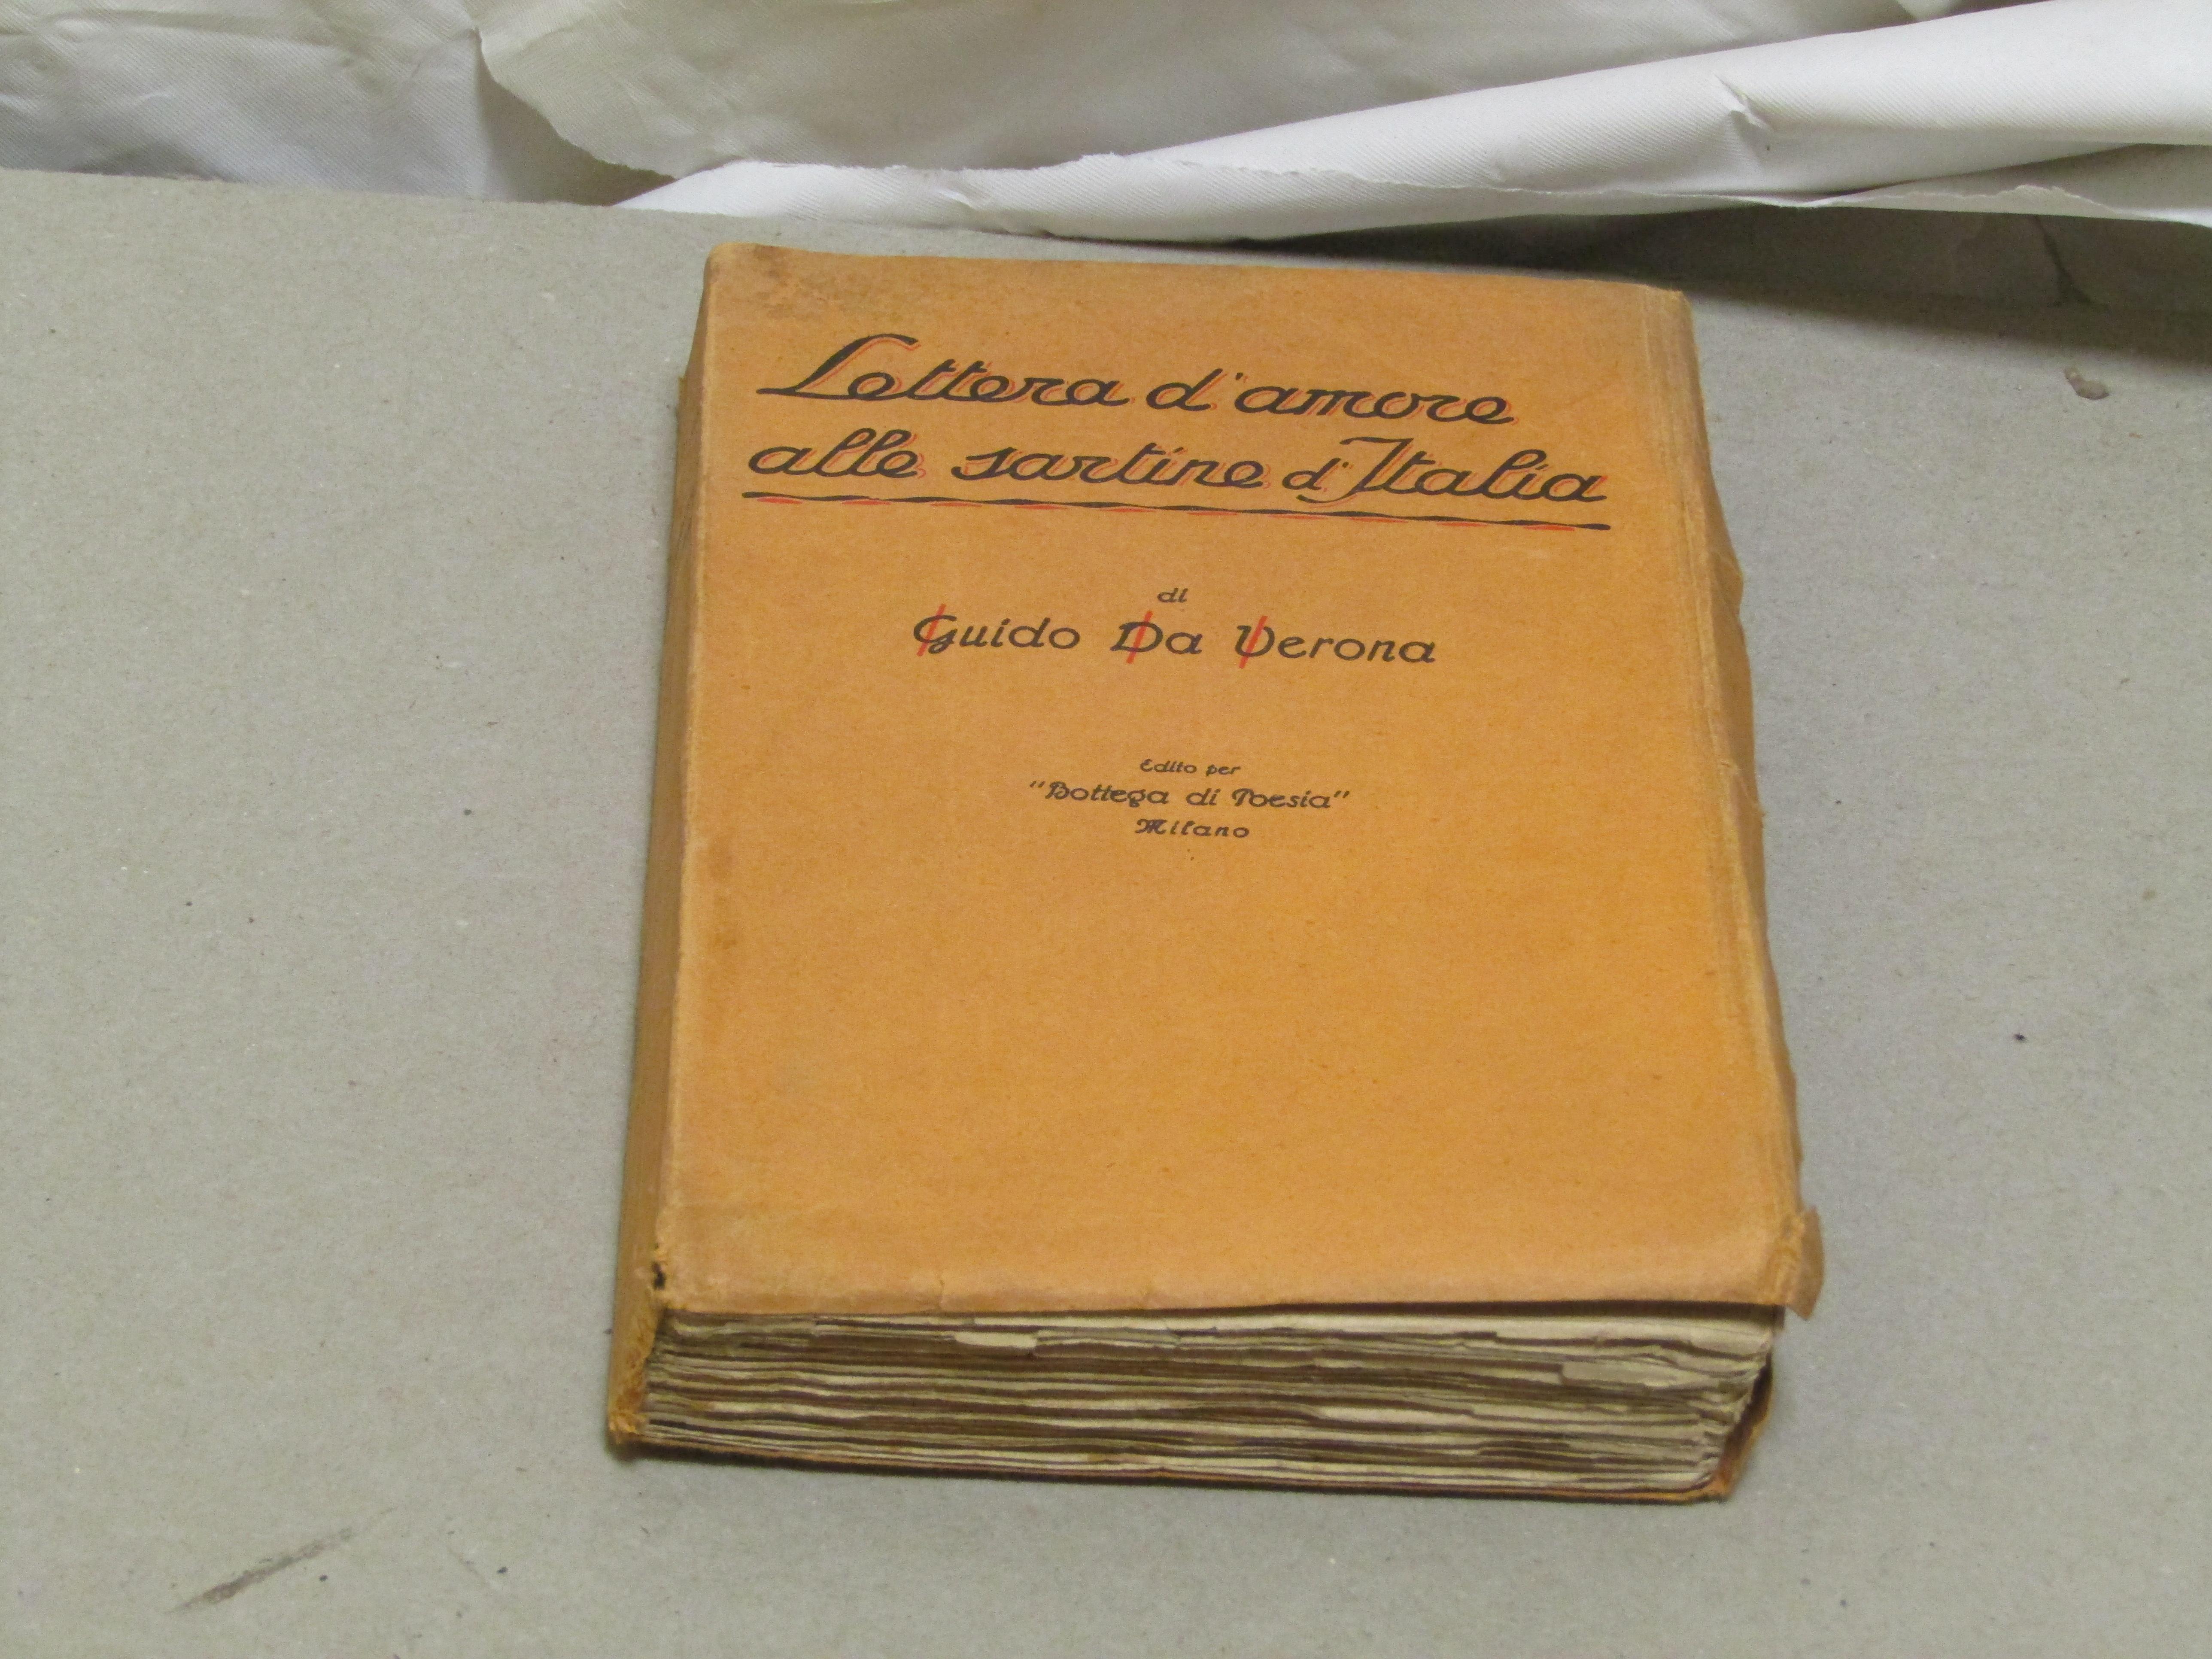 Lettera d'amore
alle sartine d'Italia
di
Guido Da Verona
Edito per
"Bottega di Poesia"
Milano